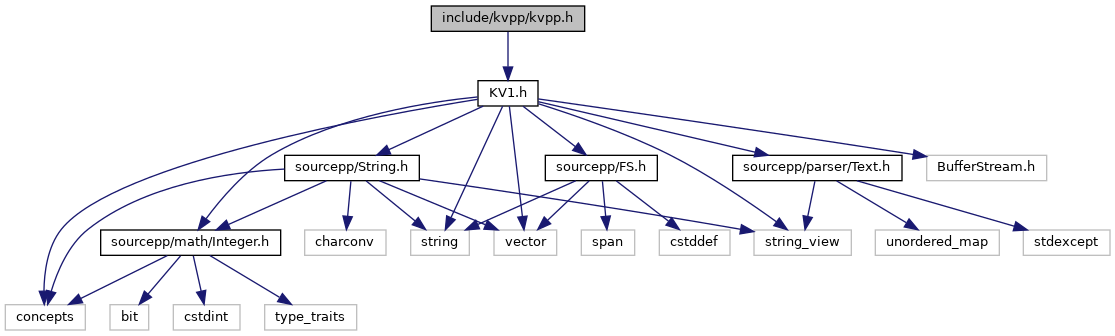 include/kvpp/kvpp.h
KV1.h
sourcepp/String.h
sourcepp/FS.h
sourcepp/parser/Text.h
BufferStream.h
sourcepp/math/Integer.h
charconv
string
vector
span
cstddef
string_view
unordered_map
stdexcept
concepts
bit
cstdint
type_traits